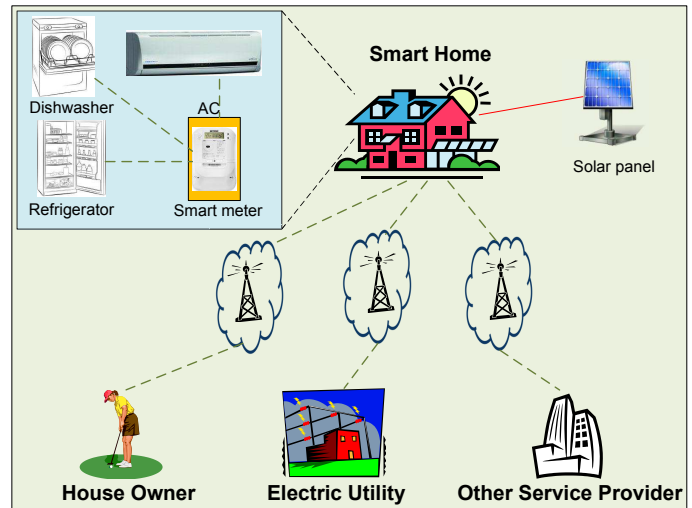 Smart Home
Dishwasher
AC
Refrigerator
Smart meter
Solar panel
House Owner
Electric Utility
Other Service Provider